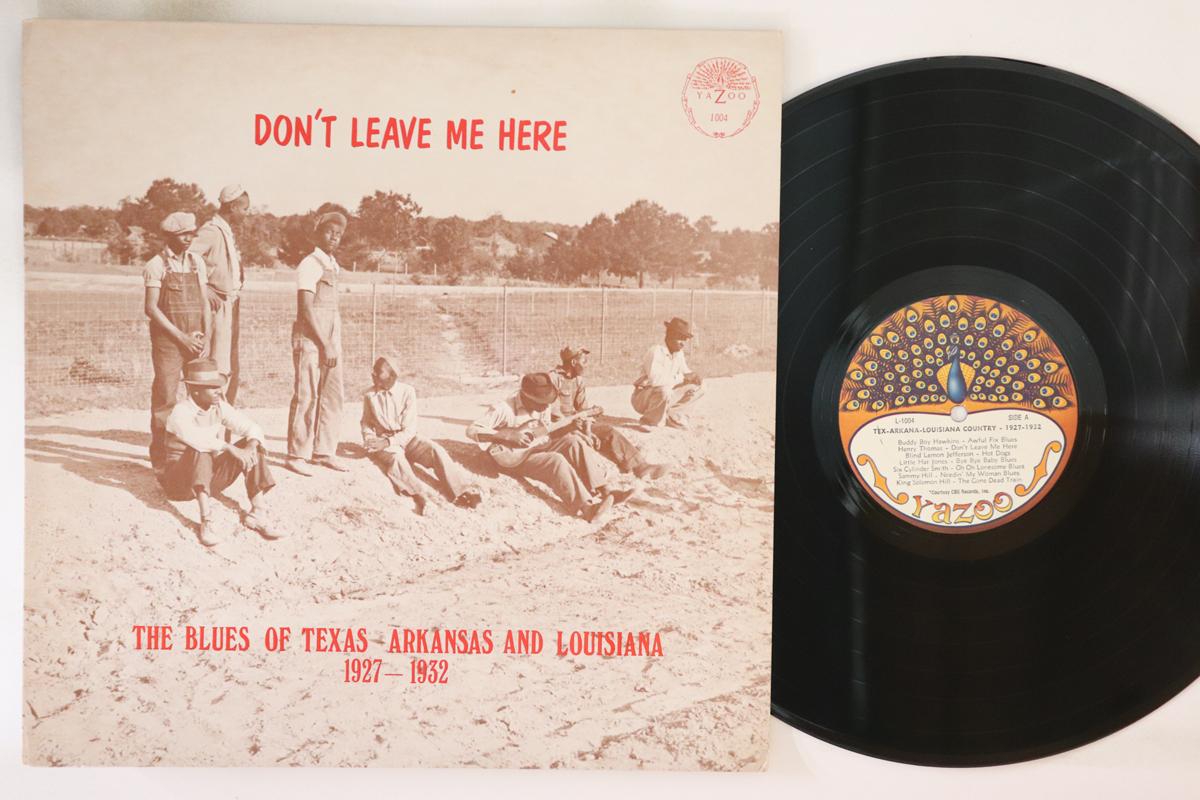 DON'T LEAVE ME HERE
YAZOO
1004
THE BLUES OF TEXAS ARKANSAS AND LOUISIANA
1927—1932
L-1004 SIDE A
TEX-ARKANA-LOUISIANA COUNTRY - 1927-1932
Buddy Boy Hawkins - Awful Fix Blues
Henry Thomas - Don't Leave Me Here
Blind Lemon Jefferson - Hot Dogs
Little Hat Jones - Bye Bye Baby Blues
Six Cylinder Smith - Oh Oh Lonesome Blues
Sammy Hill - Needin' My Woman Blues
King Solomon Hill - The Gone Dead Train
*Courtesy CBS Records, Inc.
Yazoo